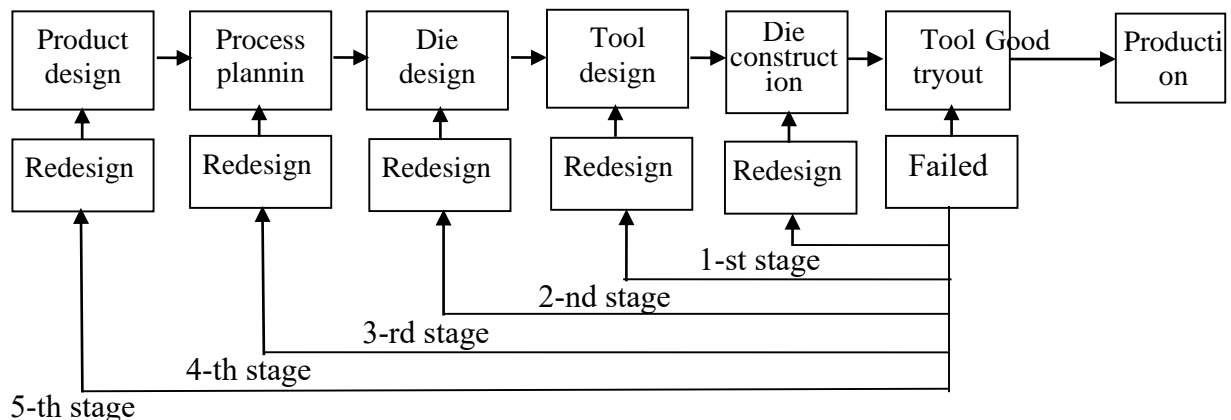 Product
design
Process
plannin
Die
design
Tool
design
Die
construct
ion
Tool
tryout
Good
Producti
on
Redesign
Redesign
Redesign
Redesign
Redesign
Failed
1-st stage
2-nd stage
3-rd stage
4-th stage
5-th stage